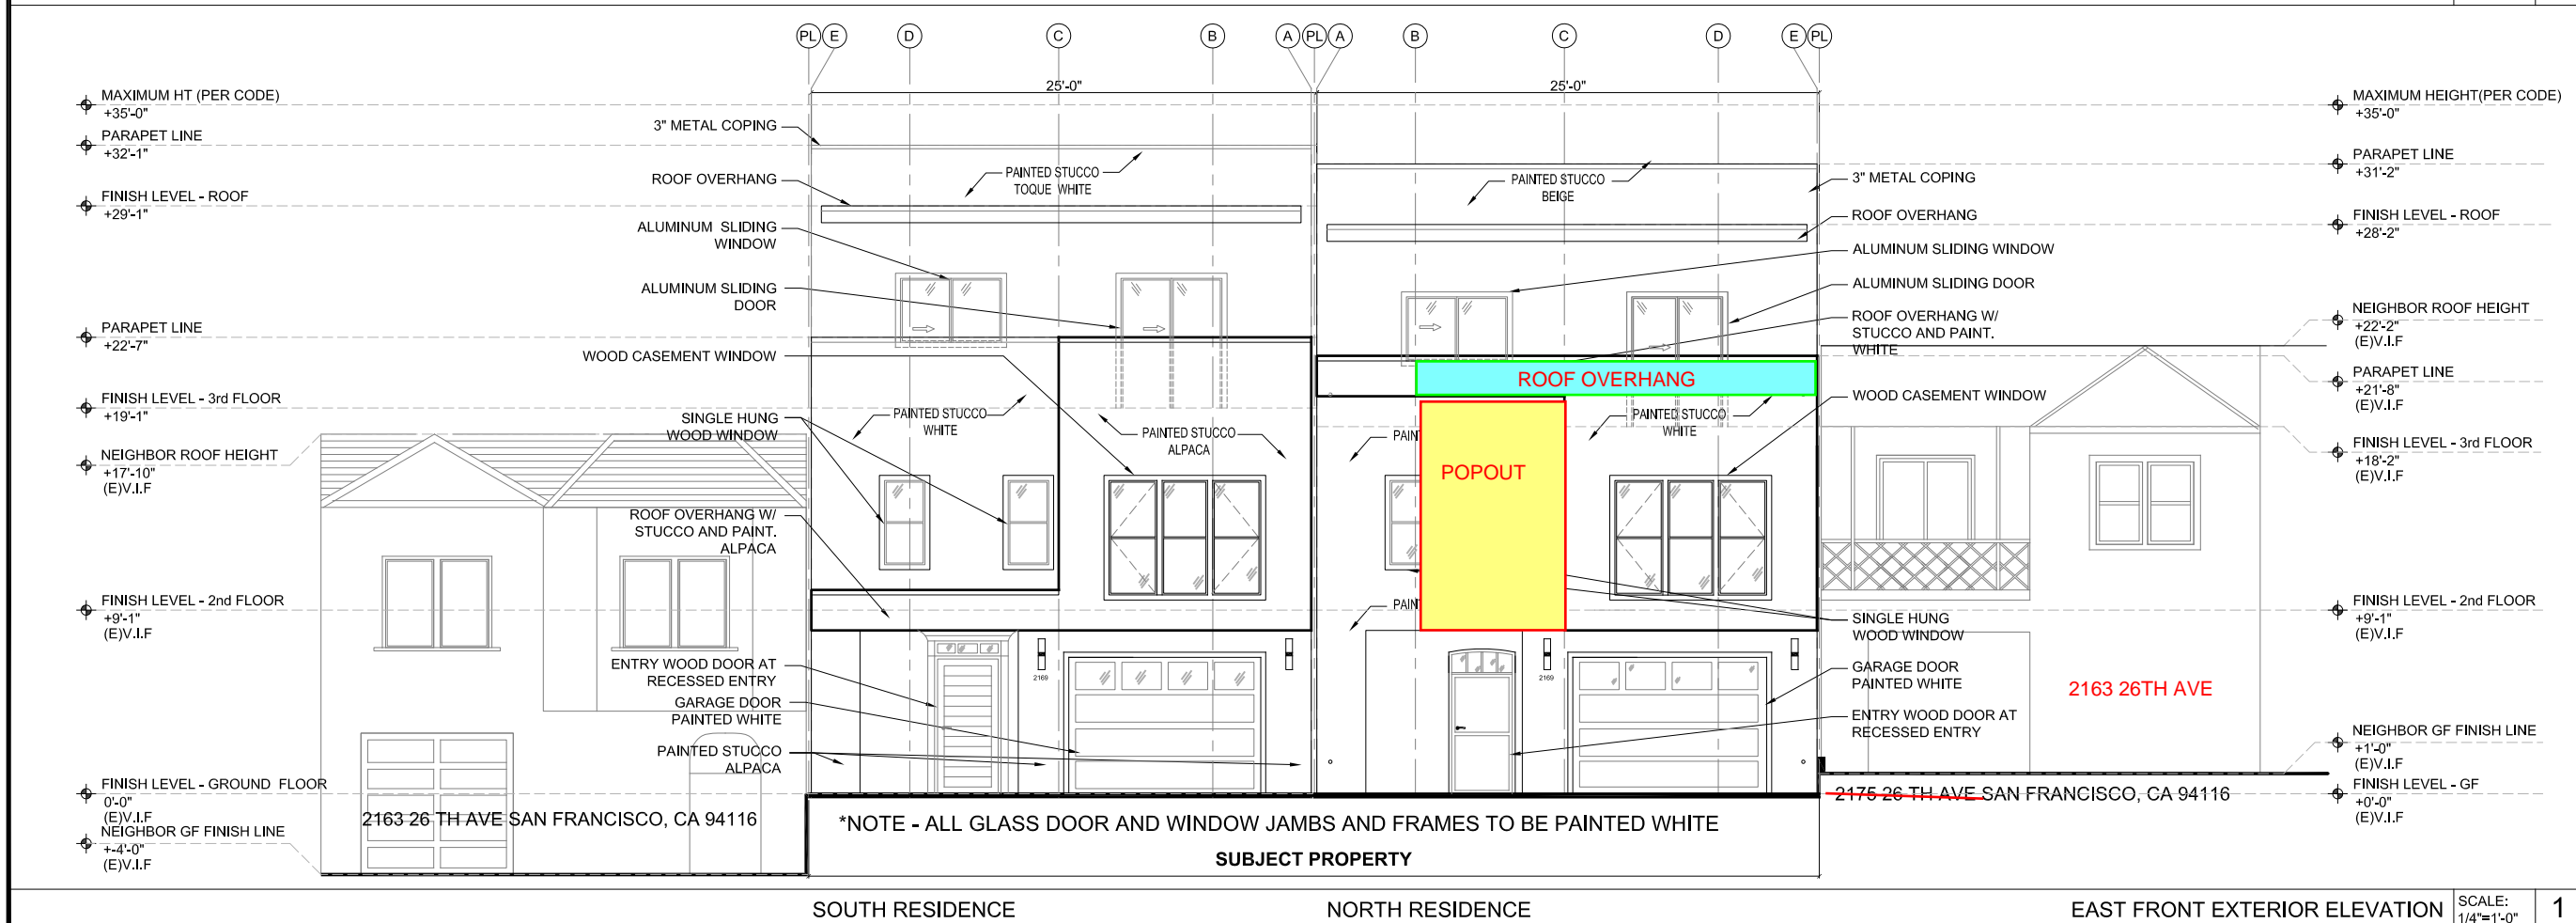 PL E D C B A PL A B C D E PL
25'-0" 25'-0"
MAXIMUM HT (PER CODE)
+35'-0"
PARAPET LINE
+32'-1"
FINISH LEVEL - ROOF
+29'-1"
PARAPET LINE
+22'-7"
FINISH LEVEL - 3rd FLOOR
+19'-1"
NEIGHBOR ROOF HEIGHT
+17'-10"
(E)V.I.F
FINISH LEVEL - 2nd FLOOR
+9'-1"
(E)V.I.F
FINISH LEVEL - GROUND FLOOR
0'-0"
(E)V.I.F
NEIGHBOR GF FINISH LINE
+-4'-0"
(E)V.I.F
3" METAL COPING
ROOF OVERHANG
ALUMINUM SLIDING
WINDOW
ALUMINUM SLIDING
DOOR
WOOD CASEMENT WINDOW
SINGLE HUNG
WOOD WINDOW
ROOF OVERHANG W/
STUCCO AND PAINT.
ALPACA
ENTRY WOOD DOOR AT
RECESSED ENTRY
GARAGE DOOR
PAINTED WHITE
PAINTED STUCCO
ALPACA
PAINTED STUCCO
TOQUE WHITE
PAINTED STUCCO
WHITE
PAINTED STUCCO
ALPACA
2169
PAINTED STUCCO
BEIGE
ROOF OVERHANG
PAIN
POPOUT
PAINTED STUCCO
WHITE
PAIN
2169
3" METAL COPING
ROOF OVERHANG
ALUMINUM SLIDING WINDOW
ALUMINUM SLIDING DOOR
ROOF OVERHANG W/
STUCCO AND PAINT.
WHITE
WOOD CASEMENT WINDOW
SINGLE HUNG
WOOD WINDOW
GARAGE DOOR
PAINTED WHITE
ENTRY WOOD DOOR AT
RECESSED ENTRY
2163 26TH AVE
MAXIMUM HEIGHT(PER CODE)
+35'-0"
PARAPET LINE
+31'-2"
FINISH LEVEL - ROOF
+28'-2"
NEIGHBOR ROOF HEIGHT
+22'-2"
(E)V.I.F
PARAPET LINE
+21'-8"
(E)V.I.F
FINISH LEVEL - 3rd FLOOR
+18'-2"
(E)V.I.F
FINISH LEVEL - 2nd FLOOR
+9'-1"
(E)V.I.F
NEIGHBOR GF FINISH LINE
+1'-0"
(E)V.I.F
FINISH LEVEL - GF
+0'-0"
(E)V.I.F
2163 26 TH AVE SAN FRANCISCO, CA 94116
2175 26 TH AVE SAN FRANCISCO, CA 94116
*NOTE - ALL GLASS DOOR AND WINDOW JAMBS AND FRAMES TO BE PAINTED WHITE
SUBJECT PROPERTY
SOUTH RESIDENCE
NORTH RESIDENCE
EAST FRONT EXTERIOR ELEVATION
SCALE:
1/4"=1'-0"
1